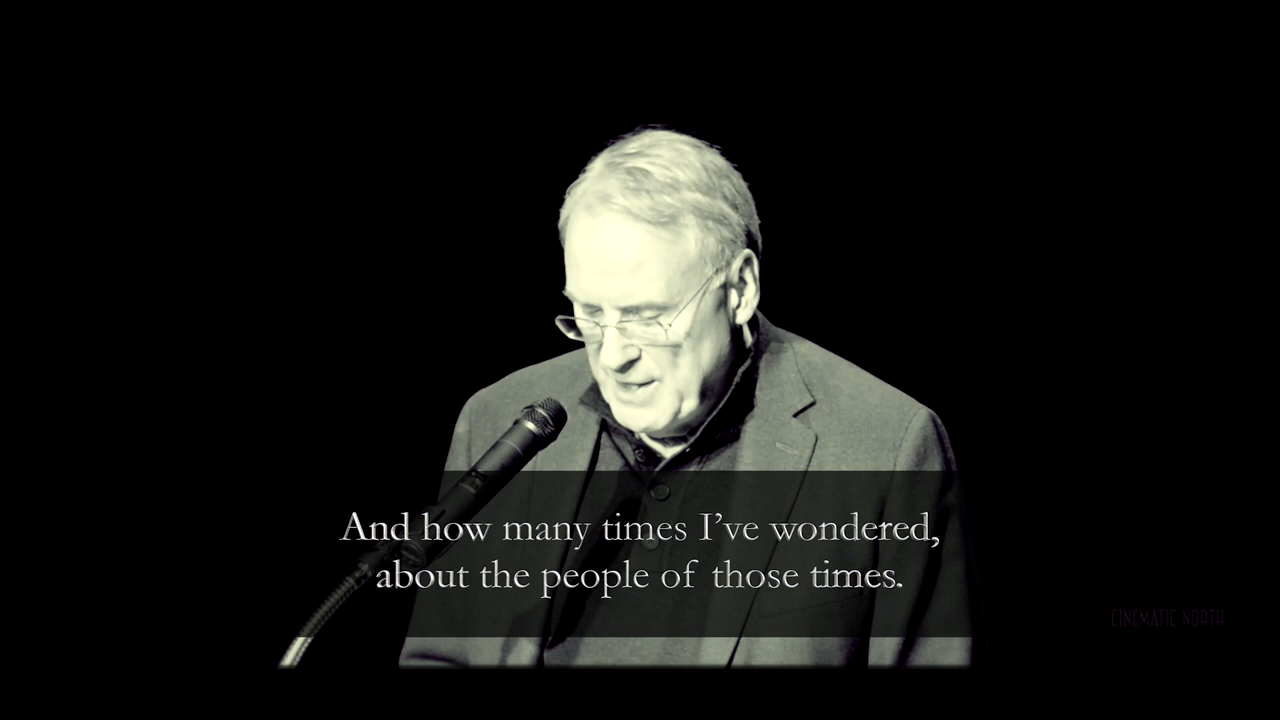 And how many times I’ve wondered,
about the people of those times.
CINEMATIC NORTH